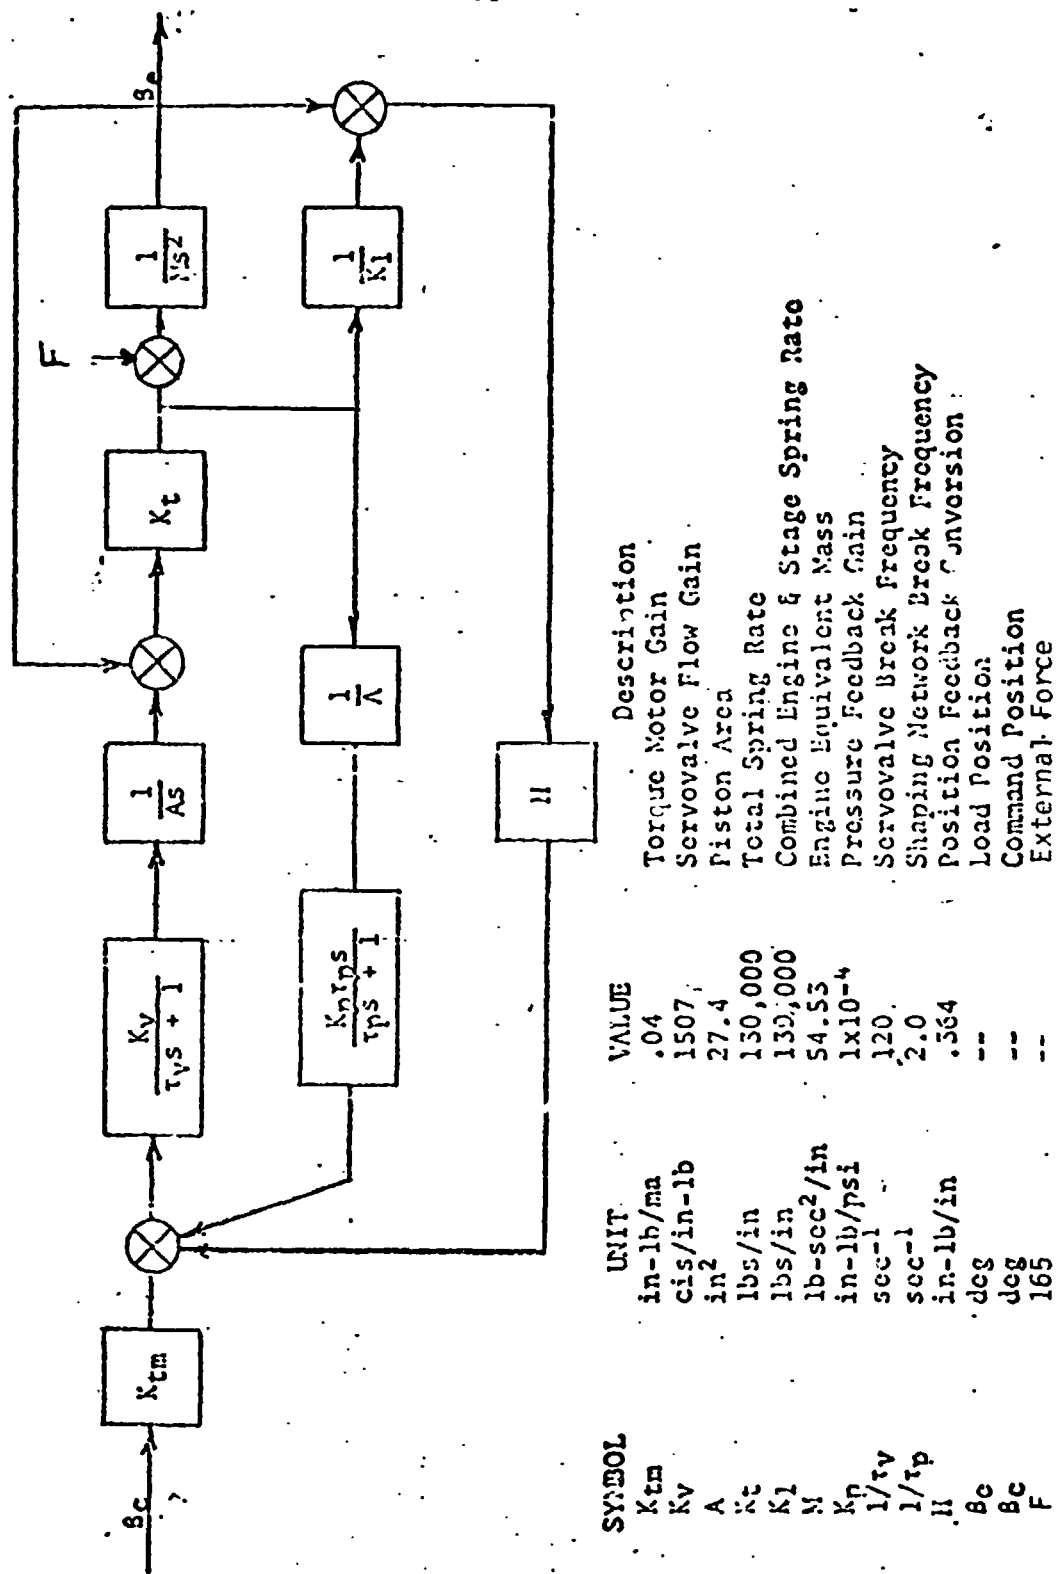 βc
Ktm
Kv
τvs + 1
1
As
Kt
F
1
Ms²
βe
Kpτps
τps + 1
1
A
1
K1
H
SYMBOL UNIT VALUE Description
Ktm in-lb/ma .04 Torque Motor Gain
Kv cis/in-lb 1507 Servovalve Flow Gain
A in² 27.4 Piston Area
Kt lbs/in 130,000 Total Spring Rate
K1 lbs/in 130,000 Combined Engine & Stage Spring Rate
M lb-sec²/in 54.53 Engine Equivalent Mass
Kp in-lb/psi 1x10-4 Pressure Feedback Gain
1/τv sec-1 120. Servovalve Break Frequency
1/τp sec-1 2.0 Shaping Network Break Frequency
H in-lb/in .364 Position Feedback Conversion
βc deg -- Load Position
βc deg -- Command Position
F 165 -- External Force